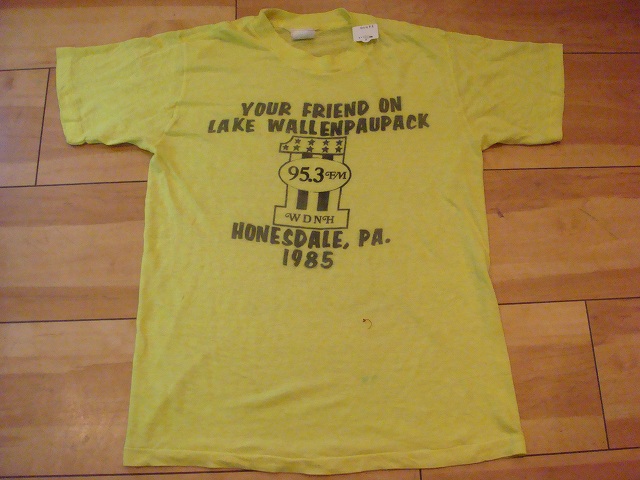 YOUR FRIEND ON
LAKE WALLENPAUPACK
95.3 FM
WDNH
HONESDALE, PA.
1985